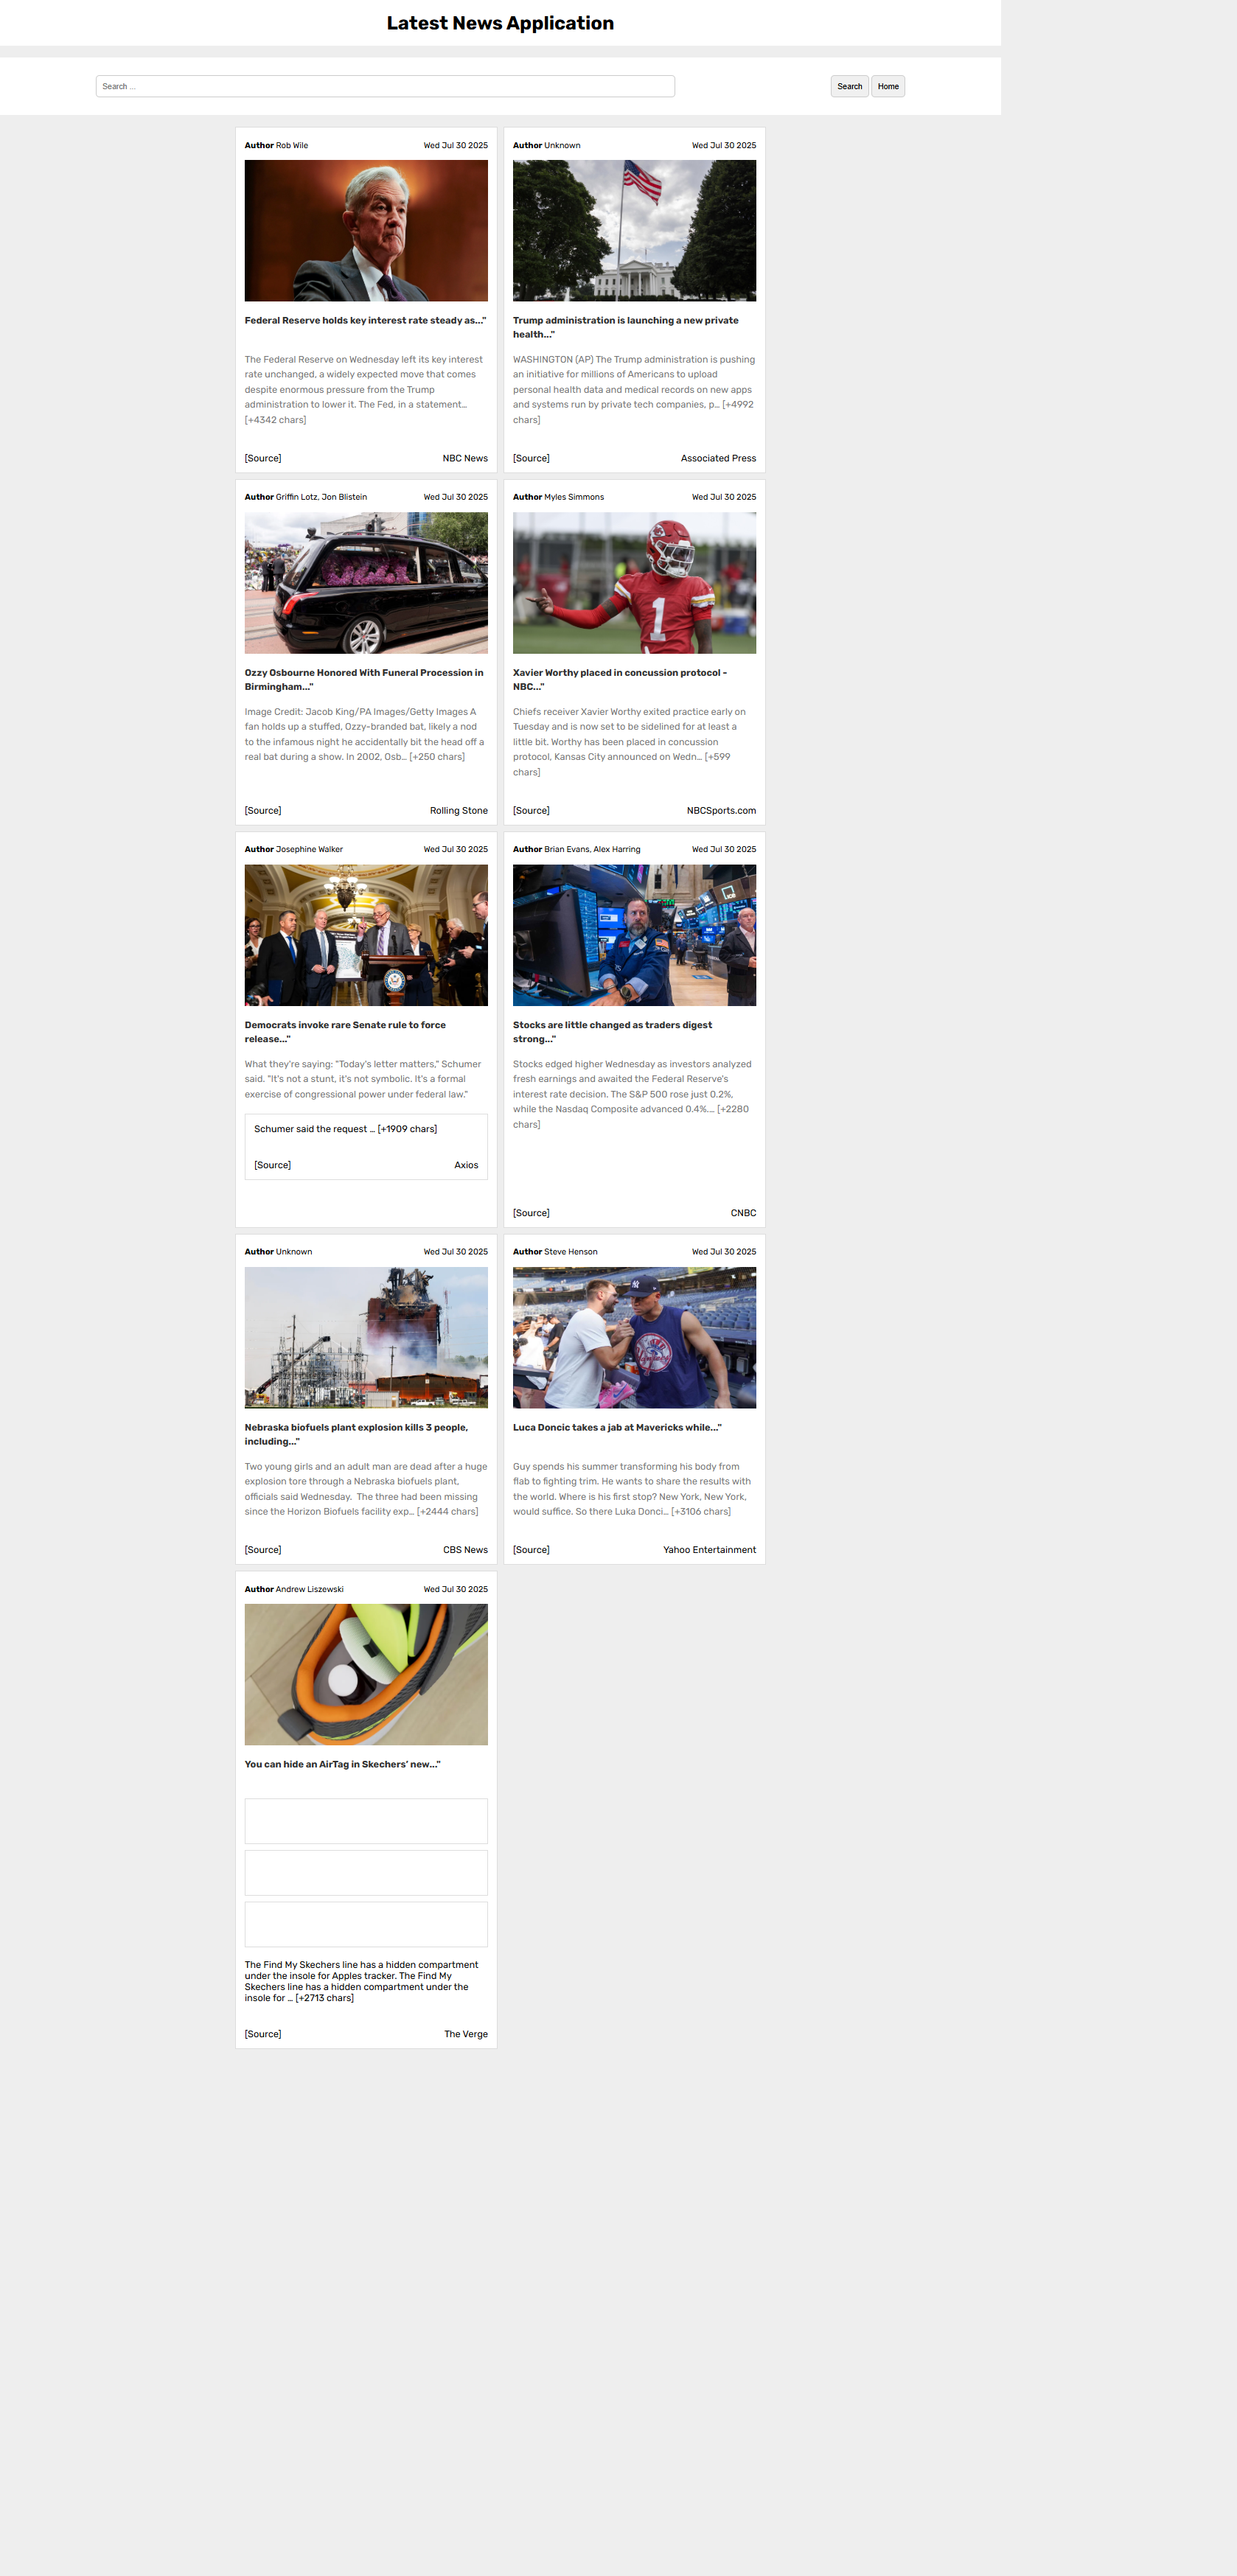 Latest News Application
Search ...
Search
Home
Author Rob Wile
Wed Jul 30 2025
Federal Reserve holds key interest rate steady as..."
The Federal Reserve on Wednesday left its key interest
rate unchanged, a widely expected move that comes
despite enormous pressure from the Trump
administration to lower it. The Fed, in a statement…
[+4342 chars]
[Source]
NBC News
Author Unknown
Wed Jul 30 2025
Trump administration is launching a new private
health..."
WASHINGTON (AP) The Trump administration is pushing
an initiative for millions of Americans to upload
personal health data and medical records on new apps
and systems run by private tech companies, p… [+4992
chars]
[Source]
Associated Press
Author Griffin Lotz, Jon Blistein
Wed Jul 30 2025
Ozzy Osbourne Honored With Funeral Procession in
Birmingham..."
Image Credit: Jacob King/PA Images/Getty Images A
fan holds up a stuffed, Ozzy-branded bat, likely a nod
to the infamous night he accidentally bit the head off a
real bat during a show. In 2002, Osb… [+250 chars]
[Source]
Rolling Stone
Author Myles Simmons
Wed Jul 30 2025
1
Xavier Worthy placed in concussion protocol -
NBC..."
Chiefs receiver Xavier Worthy exited practice early on
Tuesday and is now set to be sidelined for at least a
little bit. Worthy has been placed in concussion
protocol, Kansas City announced on Wedn… [+599
chars]
[Source]
NBCSports.com
Author Josephine Walker
Wed Jul 30 2025
Democrats invoke rare Senate rule to force
release..."
What they're saying: "Today's letter matters," Schumer
said. "It's not a stunt, it's not symbolic. It's a formal
exercise of congressional power under federal law."
Schumer said the request … [+1909 chars]
[Source]
Axios
Author Brian Evans, Alex Harring
Wed Jul 30 2025
Stocks are little changed as traders digest
strong..."
Stocks edged higher Wednesday as investors analyzed
fresh earnings and awaited the Federal Reserve's
interest rate decision. The S&P 500 rose just 0.2%,
while the Nasdaq Composite advanced 0.4%.… [+2280
chars]
[Source]
CNBC
Author Unknown
Wed Jul 30 2025
Nebraska biofuels plant explosion kills 3 people,
including..."
Two young girls and an adult man are dead after a huge
explosion tore through a Nebraska biofuels plant,
officials said Wednesday.  The three had been missing
since the Horizon Biofuels facility exp… [+2444 chars]
[Source]
CBS News
Author Steve Henson
Wed Jul 30 2025
Luca Doncic takes a jab at Mavericks while..."
Guy spends his summer transforming his body from
flab to fighting trim. He wants to share the results with
the world. Where is his first stop? New York, New York,
would suffice. So there Luka Donci… [+3106 chars]
[Source]
Yahoo Entertainment
Author Andrew Liszewski
Wed Jul 30 2025
You can hide an AirTag in Skechers' new..."
The Find My Skechers line has a hidden compartment
under the insole for Apples tracker. The Find My
Skechers line has a hidden compartment under the
insole for … [+2713 chars]
[Source]
The Verge